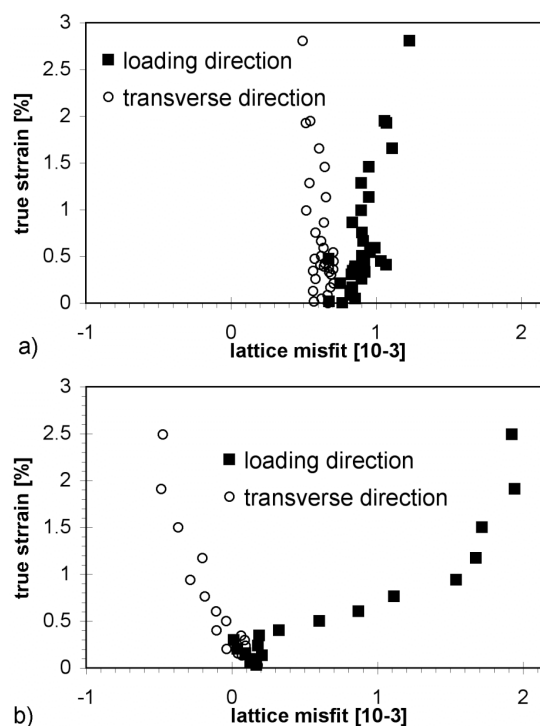 3
2.5
2
1.5
1
0.5
0
true strrain [%]
loading direction
transverse direction
-1 0 1 2
a) lattice misfit [10-3]
3
2.5
2
1.5
1
0.5
0
true strrain [%]
loading direction
transverse direction
-1 0 1 2
b) lattice misfit [10-3]